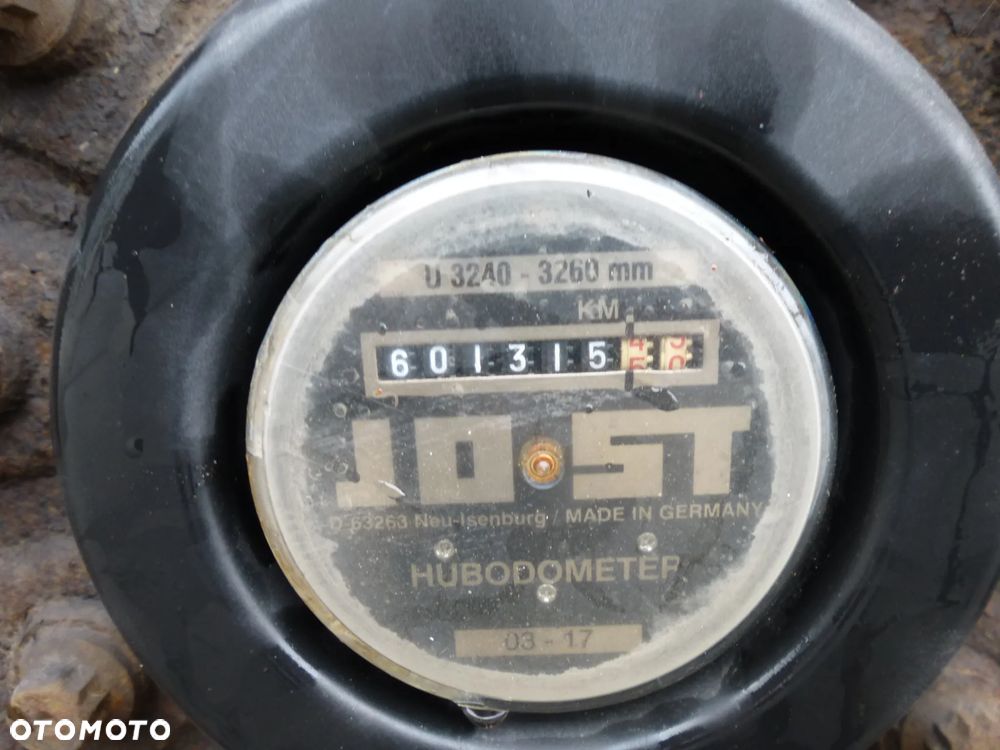 U 3240 - 3260 mm
KM
601315
JOST
D-63263 Neu-Isenburg / MADE IN GERMANY
HUBODOMETER
03 - 17
OTOMOTO